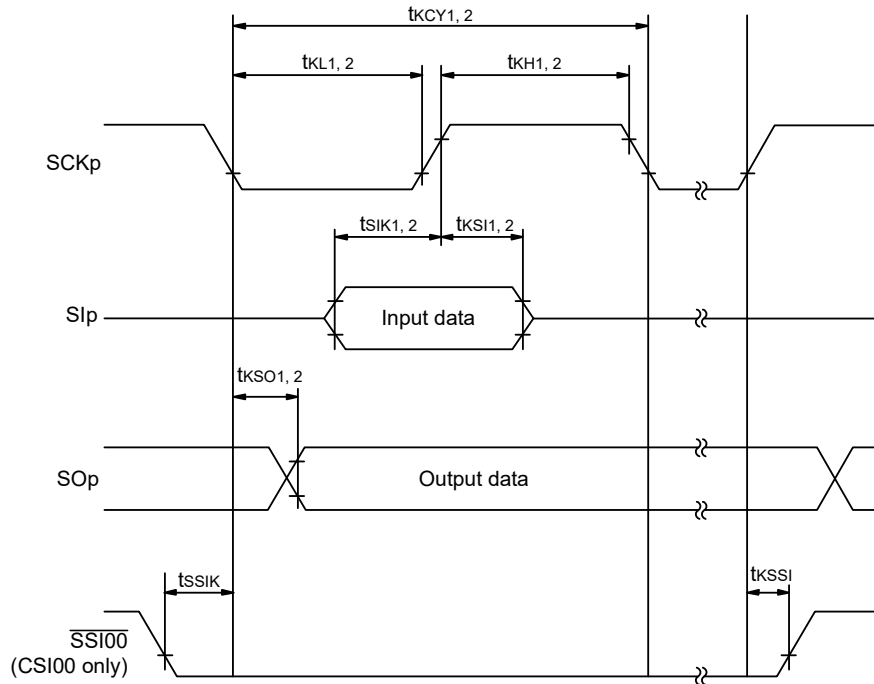 tKCY1, 2
tKL1, 2
tKH1, 2
SCKp
tSIK1, 2
tKSI1, 2
SIp
Input data
tKSO1, 2
SOp
Output data
tSSIK
tKSSI
SSI00
(CSI00 only)